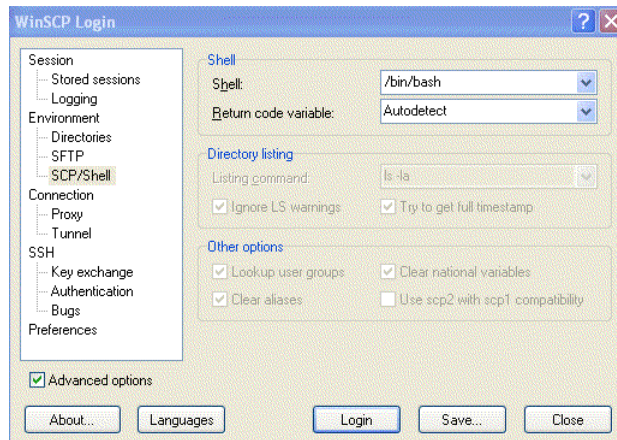 WinSCP Login
Session
Stored sessions
Logging
Environment
Directories
SFTP
SCP/Shell
Connection
Proxy
Tunnel
SSH
Key exchange
Authentication
Bugs
Preferences
Shell
Shell: /bin/bash
Return code variable: Autodetect
Directory listing
Listing command: ls -la
Ignore LS warnings Try to get full timestamp
Other options
Lookup user groups Clear national variables
Clear aliases Use scp2 with scp1 compatibility
Advanced options
About... Languages Login Save... Close